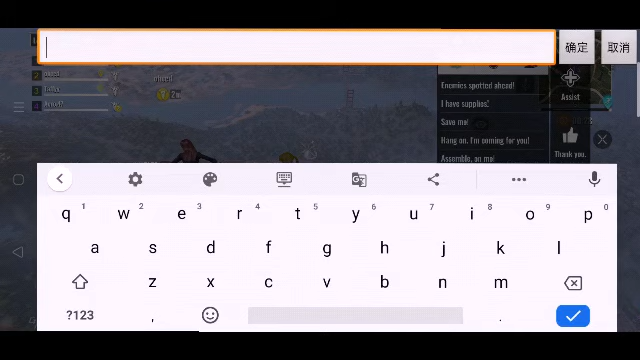 确定 取消
Enemies spotted ahead!
I have supplies!
Save me!
Hang on. I'm coming for you!
Assemble, on me!
Assist
Thank you.
q 1 w 2 e 3 r 4 t 5 y 6 u 7 i 8 o 9 p 0
a s d f g h j k l
z x c v b n m
?123 , .